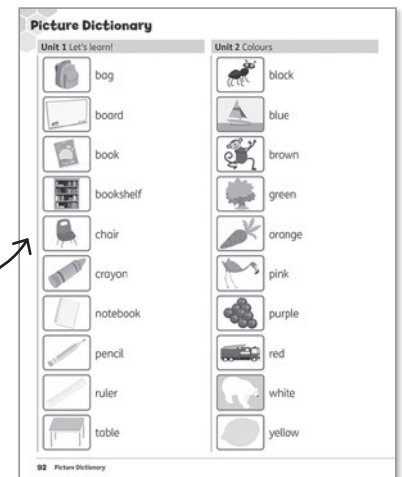 Picture Dictionary
Unit 1 Let's learn!
bag
board
book
bookshelf
chair
crayon
notebook
pencil
ruler
table
Unit 2 Colours
black
blue
brown
green
orange
pink
purple
red
white
yellow
92 Picture Dictionary